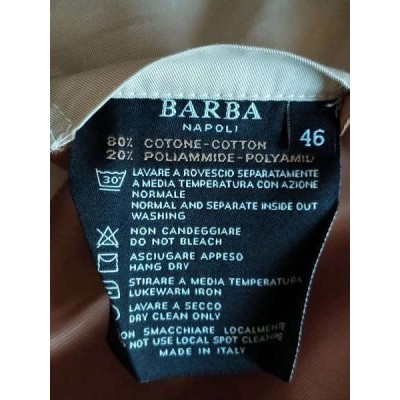 BARBA
NAPOLI
46
80% COTONE-COTTON
20% POLIAMMIDE-POLYAMID
30°
LAVARE A ROVESCIO SEPARATAMENTE
A MEDIA TEMPERATURA CON AZIONE
NORMALE
NORMAL AND SEPARATE INSIDE OUT
WASHING
NON CANDEGGIARE
DO NOT BLEACH
ASCIUGARE APPESO
HANG DRY
STIRARE A MEDIA TEMPERATURA
LUKEWARM IRON
LAVARE A SECCO
DRY CLEAN ONLY
NON SMACCHIARE LOCALMENTE
DO NOT USE LOCAL SPOT CLEANING
MADE IN ITALY